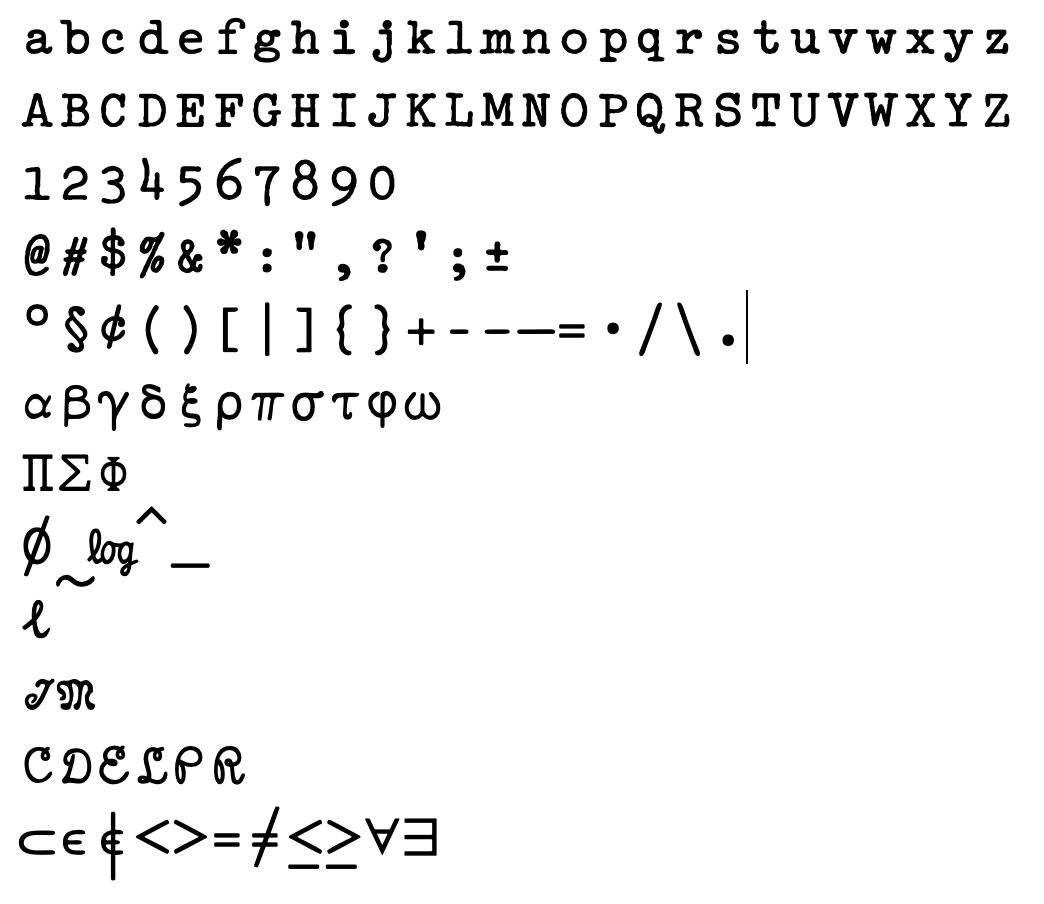 a b c d e f g h i j k l m n o p q r s t u v w x y z
A B C D E F G H I J K L M N O P Q R S T U V W X Y Z
1 2 3 4 5 6 7 8 9 0
@ # $ % & * : " , ? ' ; ±
° § ¢ ( ) [ | ] { } + - – — = · / \ .
α β γ δ ξ ρ π σ τ φ ω
Π Σ Φ
∅ ~ log ^ _
ℓ
ℐ 𝔐
𝒞 𝒟 ℰ ℒ 𝒫 ℛ
⊂ ϵ ∉ < > = ≠ ≤ ≥ ∀ ∃